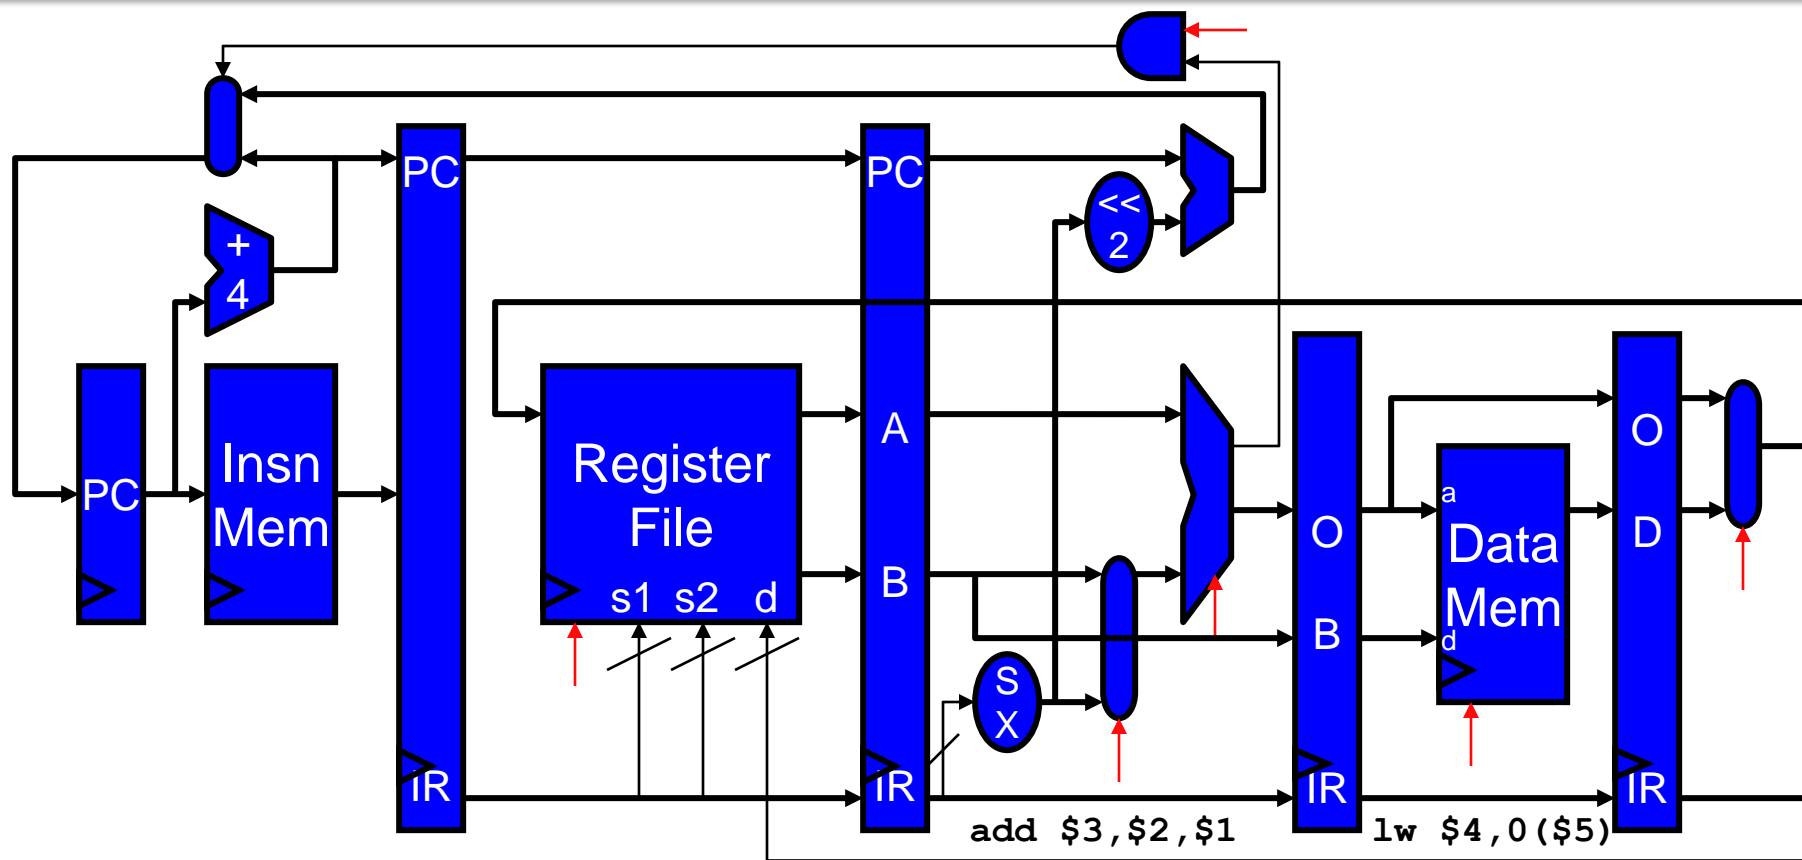 PC
PC
<<
2
+
4
PC
Insn
Mem
Register
File
s1 s2 d
A
B
S
X
O
B
a
Data
Mem
d
O
D
IR
IR
IR
IR
add $3,$2,$1
lw $4,0($5)